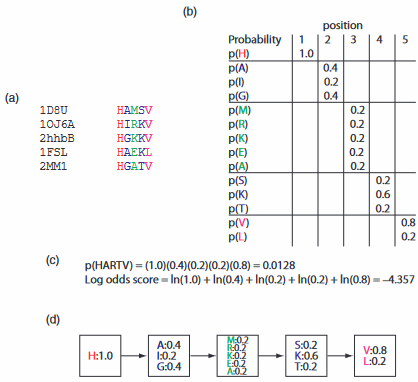 (b)
position
Probability 1 2 3 4 5
p(H) 1.0
p(A) 0.4
p(I) 0.2
p(G) 0.4
p(M) 0.2
p(R) 0.2
p(K) 0.2
p(E) 0.2
p(A) 0.2
p(S) 0.2
p(K) 0.6
p(T) 0.2
p(V) 0.8
p(L) 0.2
(a)
1D8U HAMSV
1OJ6A HIRKV
2hhbB HGKKV
1FSL HAEKL
2MM1 HGATV
(c)
p(HARTV) = (1.0)(0.4)(0.2)(0.2)(0.8) = 0.0128
Log odds score = ln(1.0) + ln(0.4) + ln(0.2) + ln(0.2) + ln(0.8) = –4.357
(d)
H:1.0
A:0.4
I:0.2
G:0.4
M:0.2
R:0.2
K:0.2
E:0.2
A:0.2
S:0.2
K:0.6
T:0.2
V:0.8
L:0.2